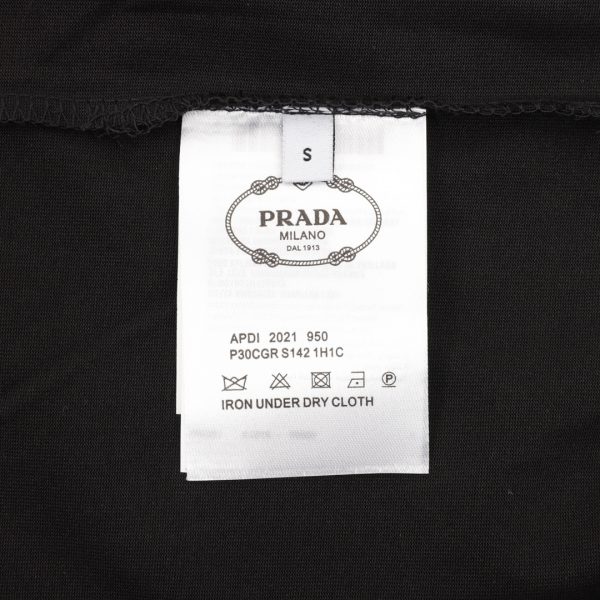 S
PRADA
MILANO
DAL 1913
APDI 2021 950
P30CGR S142 1H1C
IRON UNDER DRY CLOTH